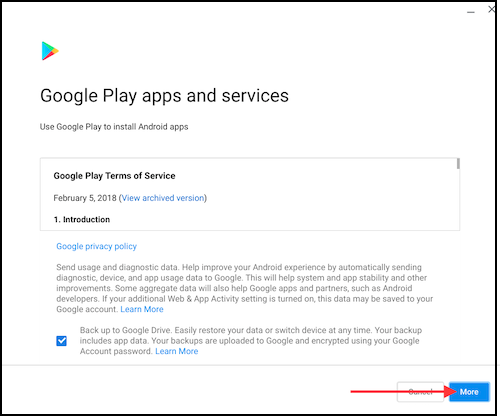 Google Play apps and services
Use Google Play to install Android apps
Google Play Terms of Service
February 5, 2018 (View archived version)
1. Introduction
Google privacy policy
Send usage and diagnostic data. Help improve your Android experience by automatically sending
diagnostic, device, and app usage data to Google. This will help system and app stability and other
improvements. Some aggregate data will also help Google apps and partners, such as Android
developers. If your additional Web & App Activity setting is turned on, this data may be saved to your
Google account. Learn More
Back up to Google Drive. Easily restore your data or switch device at any time. Your backup
includes app data. Your backups are uploaded to Google and encrypted using your Google
Account password. Learn More
Cancel
More